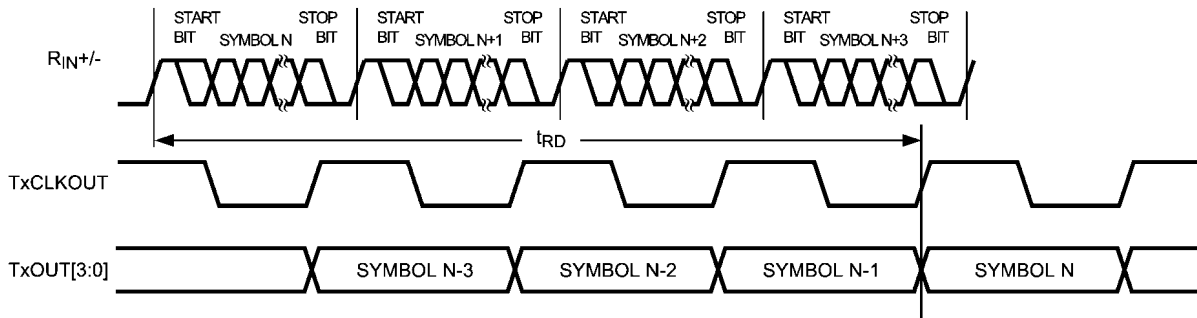 START STOP START STOP START STOP START STOP
BIT SYMBOL N BIT BIT SYMBOL N+1 BIT BIT SYMBOL N+2 BIT BIT SYMBOL N+3 BIT
RIN+/-
tRD
TxCLKOUT
TxOUT[3:0] SYMBOL N-3 SYMBOL N-2 SYMBOL N-1 SYMBOL N